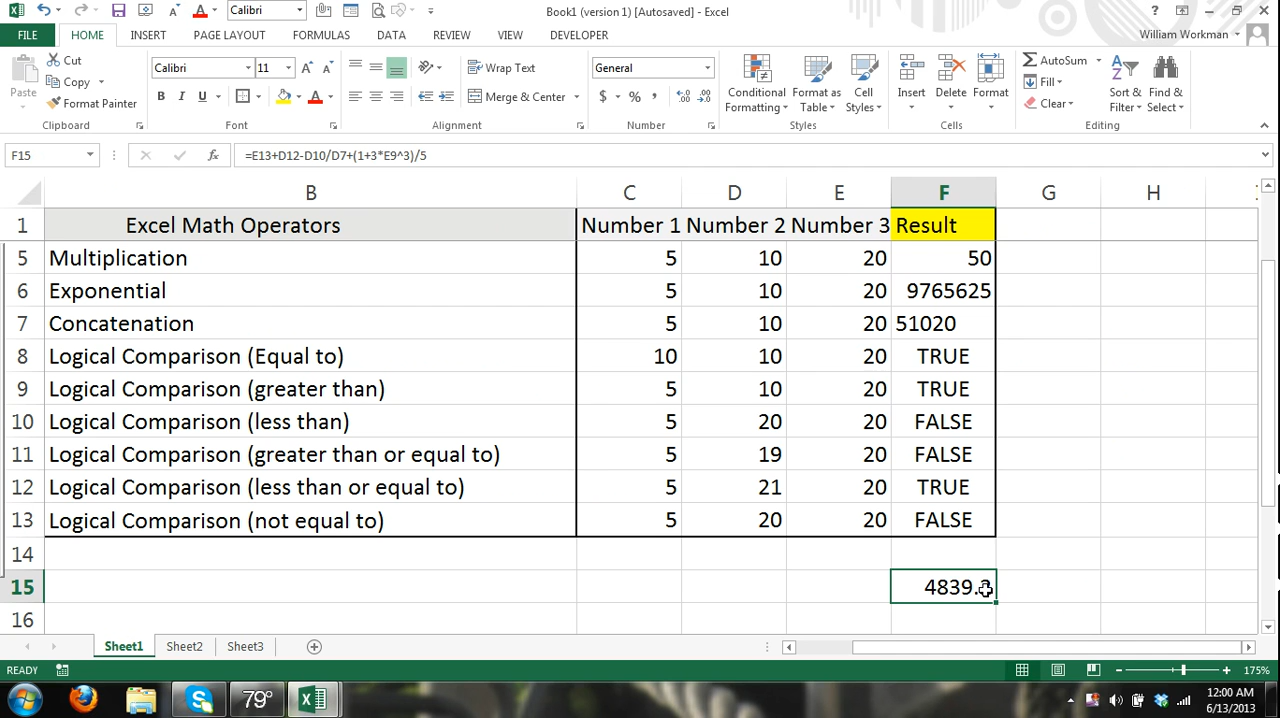 Calibri
Book1 (version 1) [Autosaved] - Excel
?
FILE HOME INSERT PAGE LAYOUT FORMULAS DATA REVIEW VIEW DEVELOPER William Workman
Paste Cut Copy Format Painter
Calibri 11
B I U A
Wrap Text
Merge & Center
General
$ % ,
Conditional Formatting
Format as Table
Cell Styles
Insert Delete Format
AutoSum
Fill
Clear
Sort & Filter
Find & Select
Clipboard Font Alignment Number Styles Cells Editing
F15 fx =E13+D12-D10/D7+(1+3*E9^3)/5
B C D E F G H
1 Excel Math Operators Number 1 Number 2 Number 3 Result
5 Multiplication 5 10 20 50
6 Exponential 5 10 20 9765625
7 Concatenation 5 10 20 51020
8 Logical Comparison (Equal to) 10 10 20 TRUE
9 Logical Comparison (greater than) 5 10 20 TRUE
10 Logical Comparison (less than) 5 20 20 FALSE
11 Logical Comparison (greater than or equal to) 5 19 20 FALSE
12 Logical Comparison (less than or equal to) 5 21 20 TRUE
13 Logical Comparison (not equal to) 5 20 20 FALSE
14
15
16
Sheet1 Sheet2 Sheet3
READY 175%
79°
12:00 AM
6/13/2013